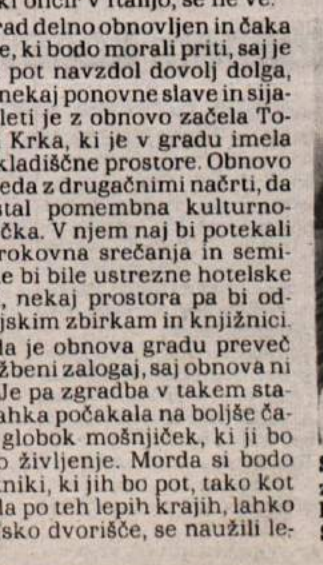 ki oficir v Italijo, se ne ve.
rad delno obnovljen in čaka
e, ki bodo morali priti, saj je
pot navzdol dovolj dolga,
nekaj ponovne slave in sija-
leti je z obnovo začela To-
Krka, ki je v gradu imela
kladiščne prostore. Obnovo
eda z drugačnimi načrti, da
stal pomembna kulturno-
čka. V njem naj bi potekali
rokovna srečanja in semi-
e bi bile ustrezne hotelske
, nekaj prostora pa bi od-
jskim zbirkam in knjižnici.
la je obnova gradu preveč
žbeni zalogaj, saj obnova ni
Je pa zgradba v takem sta-
ahka počakala na boljše ča-
globok mošnjiček, ki ji bo
o življenje. Morda si bodo
niki, ki jih bo pot, tako kot
la po teh lepih krajih, lahko
sko dvorišče, se naužili le-